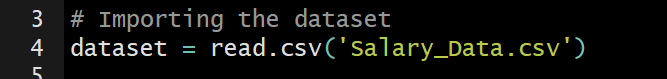 3 # Importing the dataset
4 dataset = read.csv('Salary_Data.csv')
5